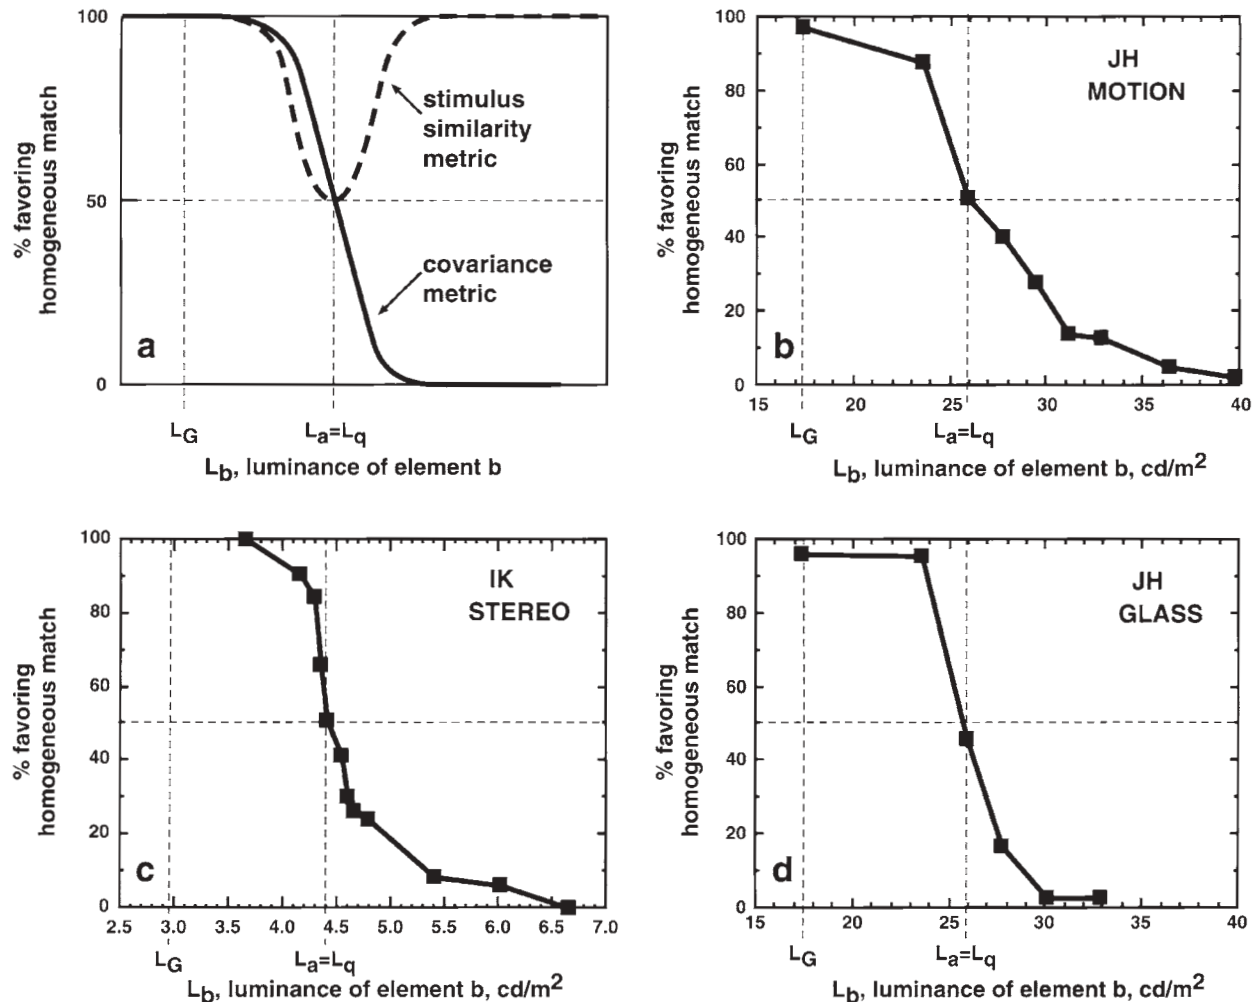 100
50
0
% favoring
homogeneous match
stimulus
similarity
metric
covariance
metric
a
LG
La=Lq
Lb, luminance of element b
100
80
60
40
20
0
% favoring
homogeneous match
JH
MOTION
b
15
20
25
30
35
40
LG
La=Lq
Lb, luminance of element b, cd/m²
100
80
60
40
20
0
% favoring
homogeneous match
IK
STEREO
c
2.5
3.0
3.5
4.0
4.5
5.0
5.5
6.0
6.5
7.0
LG
La=Lq
Lb, luminance of element b, cd/m²
100
80
60
40
20
0
% favoring
homogeneous match
JH
GLASS
d
15
20
25
30
35
40
LG
La=Lq
Lb, luminance of element b, cd/m²